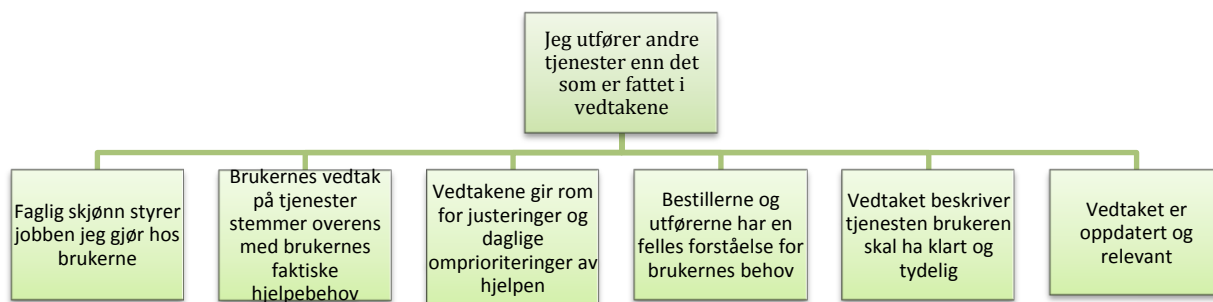 Jeg utfører andre
tjenester enn det
som er fattet i
vedtakene
Faglig skjønn styrer
jobben jeg gjør hos
brukerne
Brukernes vedtak
på tjenester
stemmer overens
med brukernes
faktiske
hjelpebehov
Vedtakene gir rom
for justeringer og
daglige
omprioriteringer av
hjelpen
Bestillerne og
utførerne har en
felles forståelse for
brukernes behov
Vedtaket beskriver
tjenesten brukeren
skal ha klart og
tydelig
Vedtaket er
oppdatert og
relevant